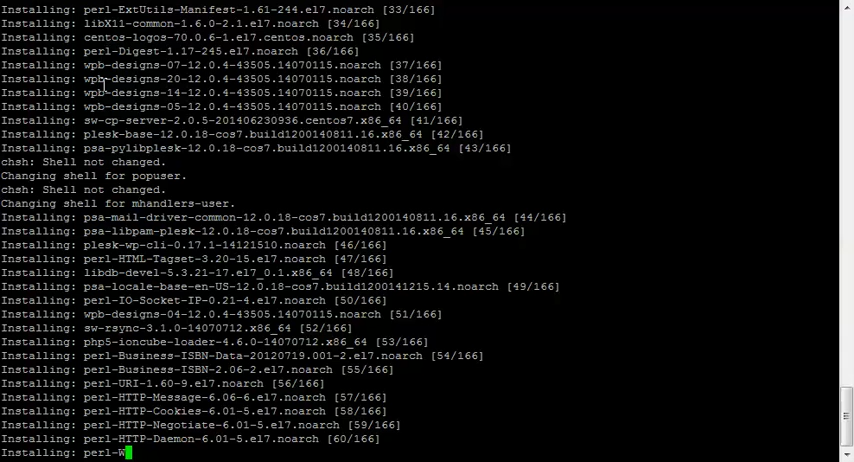 Installing: perl-ExtUtils-Manifest-1.61-244.el7.noarch [33/166]
Installing: libX11-common-1.6.0-2.1.el7.noarch [34/166]
Installing: centos-logos-70.0.6-1.el7.centos.noarch [35/166]
Installing: perl-Digest-1.17-245.el7.noarch [36/166]
Installing: wpb-designs-07-12.0.4-43505.14070115.noarch [37/166]
Installing: wpb-designs-20-12.0.4-43505.14070115.noarch [38/166]
Installing: wpb-designs-14-12.0.4-43505.14070115.noarch [39/166]
Installing: wpb-designs-05-12.0.4-43505.14070115.noarch [40/166]
Installing: sw-cp-server-2.0.5-201406230936.centos7.x86_64 [41/166]
Installing: plesk-base-12.0.18-cos7.build1200140811.16.x86_64 [42/166]
Installing: psa-pylibplesk-12.0.18-cos7.build1200140811.16.x86_64 [43/166]
chsh: Shell not changed.
Changing shell for popuser.
chsh: Shell not changed.
Changing shell for mhandlers-user.
Installing: psa-mail-driver-common-12.0.18-cos7.build1200140811.16.x86_64 [44/166]
Installing: psa-libpam-plesk-12.0.18-cos7.build1200140811.16.x86_64 [45/166]
Installing: plesk-wp-cli-0.17.1-14121510.noarch [46/166]
Installing: perl-HTML-Tagset-3.20-15.el7.noarch [47/166]
Installing: libdb-devel-5.3.21-17.el7_0.1.x86_64 [48/166]
Installing: psa-locale-base-en-US-12.0.18-cos7.build1200141215.14.noarch [49/166]
Installing: perl-IO-Socket-IP-0.21-4.el7.noarch [50/166]
Installing: wpb-designs-04-12.0.4-43505.14070115.noarch [51/166]
Installing: sw-rsync-3.1.0-14070712.x86_64 [52/166]
Installing: php5-ioncube-loader-4.6.0-14070712.x86_64 [53/166]
Installing: perl-Business-ISBN-Data-20120719.001-2.el7.noarch [54/166]
Installing: perl-Business-ISBN-2.06-2.el7.noarch [55/166]
Installing: perl-URI-1.60-9.el7.noarch [56/166]
Installing: perl-HTTP-Message-6.06-6.el7.noarch [57/166]
Installing: perl-HTTP-Cookies-6.01-5.el7.noarch [58/166]
Installing: perl-HTTP-Negotiate-6.01-5.el7.noarch [59/166]
Installing: perl-HTTP-Daemon-6.01-5.el7.noarch [60/166]
Installing: perl-W